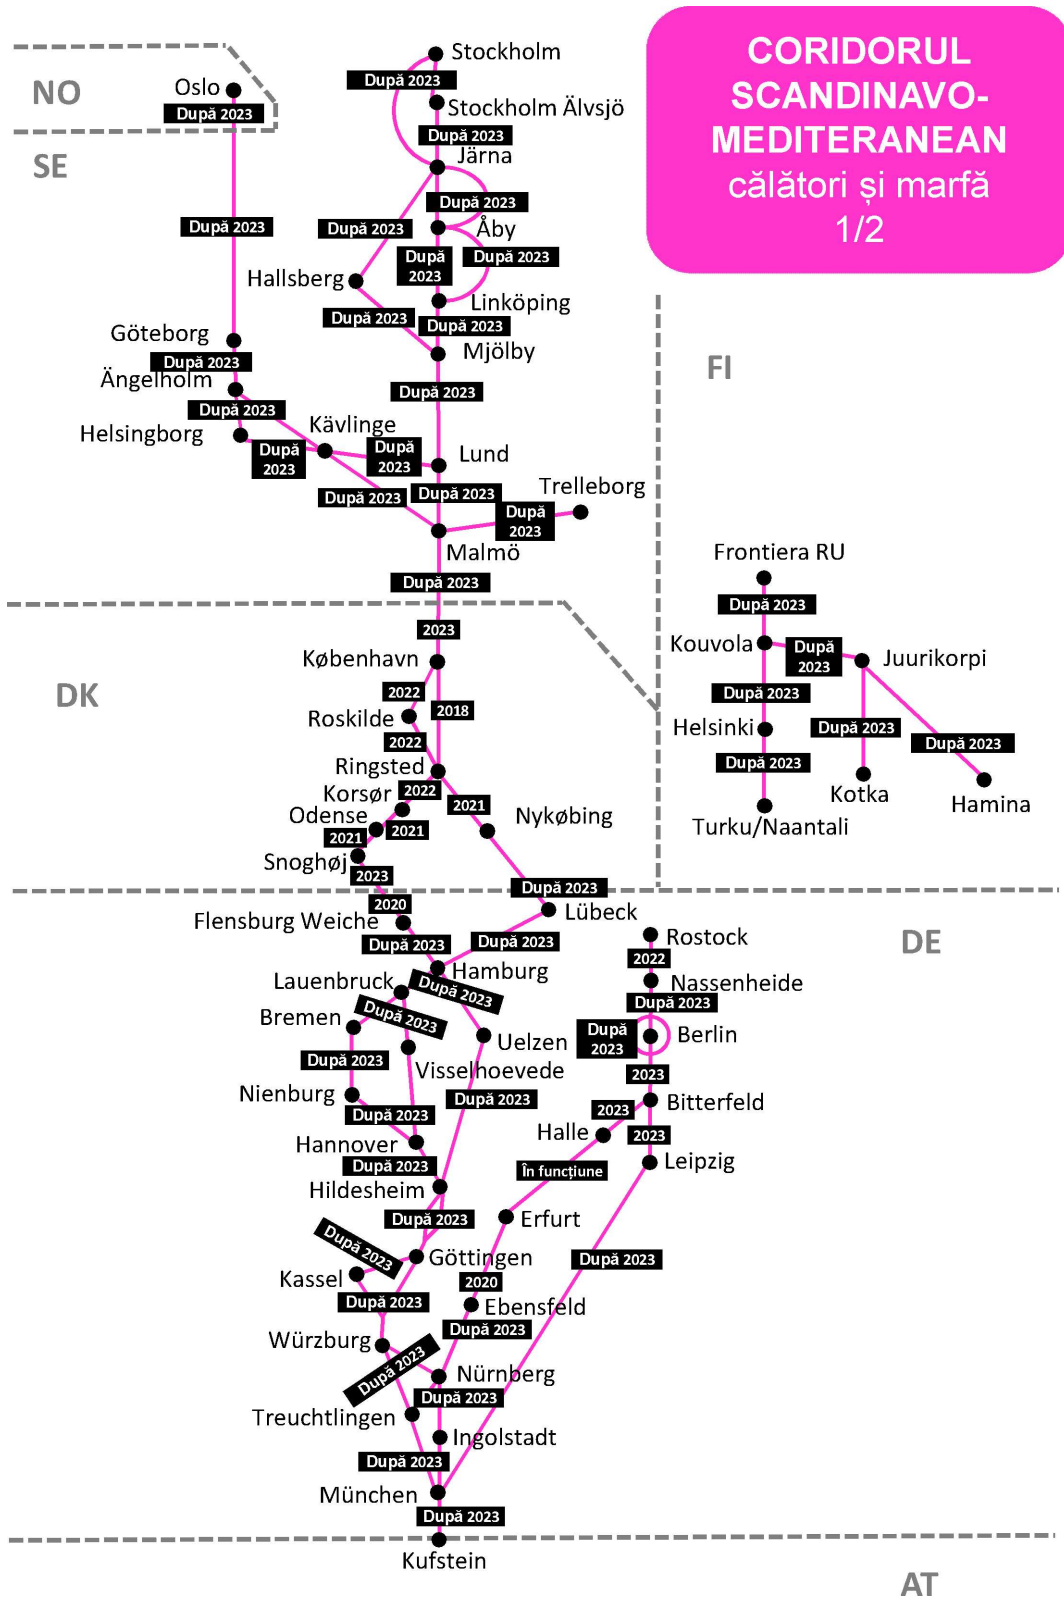 CORIDORUL
SCANDINAVO-
MEDITERANEAN
călători și marfă
1/2
NO
Oslo
După 2023
SE
Stockholm
După 2023
Stockholm Älvsjö
După 2023
Järna
După 2023
După 2023
După 2023
Åby
După
2023
După 2023
Hallsberg
Linköping
După 2023
După 2023
Mjölby
Göteborg
După 2023
Ängelholm
După 2023
După 2023
Helsingborg
Kävlinge
După
2023
După
2023
Lund
După 2023
După 2023
Trelleborg
După
2023
Malmö
După 2023
FI
Frontiera RU
După 2023
Kouvola
După
2023
Juurikorpi
După 2023
Helsinki
După 2023
După 2023
După 2023
Kotka
Hamina
Turku/Naantali
DK
2023
København
2022
2018
Roskilde
2022
Ringsted
2022
Korsør
2021
Odense
2021
2021
Nykøbing
Snoghøj
2023
După 2023
2020
Flensburg Weiche
Lübeck
După 2023
După 2023
DE
Rostock
2022
Hamburg
Lauenbruck
După 2023
Nassenheide
După 2023
După 2023
Bremen
După
2023
Berlin
Uelzen
După 2023
Visselhoevede
2023
Nienburg
După 2023
După 2023
2023
Bitterfeld
Halle
2023
Hannover
După 2023
În funcțiune
Leipzig
Hildesheim
După 2023
Erfurt
După 2023
Göttingen
După 2023
Kassel
2020
După 2023
Ebensfeld
După 2023
Würzburg
După 2023
Nürnberg
După 2023
Treuchtlingen
Ingolstadt
După 2023
München
După 2023
Kufstein
AT